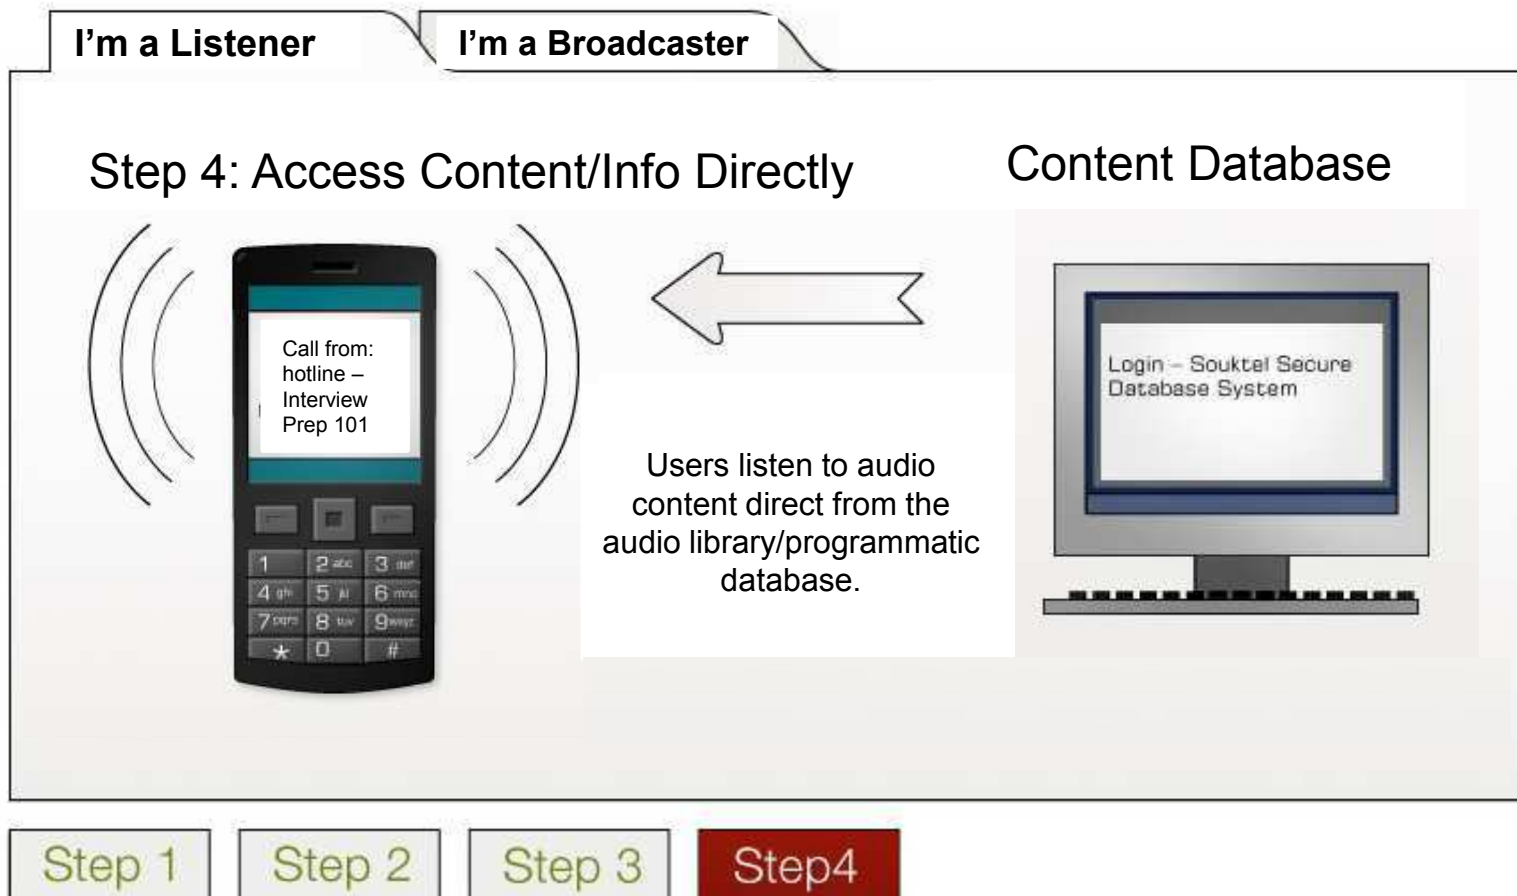 I'm a Listener
I'm a Broadcaster
Step 4: Access Content/Info Directly
Content Database
Call from:
hotline –
Interview
Prep 101
Login – Souktel Secure
Database System
Users listen to audio
content direct from the
audio library/programmatic
database.
1 2 abc 3 def
4 ghi 5 jkl 6 mno
7 pqrs 8 tuv 9 wxyz
* 0 #
Step 1
Step 2
Step 3
Step4